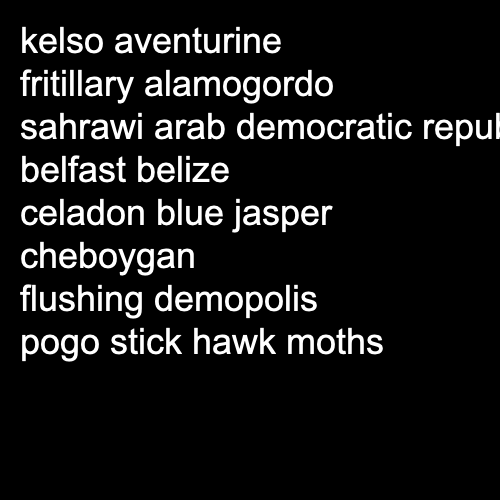 kelso aventurine
fritillary alamogordo
sahrawi arab democratic repub
belfast belize
celadon blue jasper
cheboygan
flushing demopolis
pogo stick hawk moths